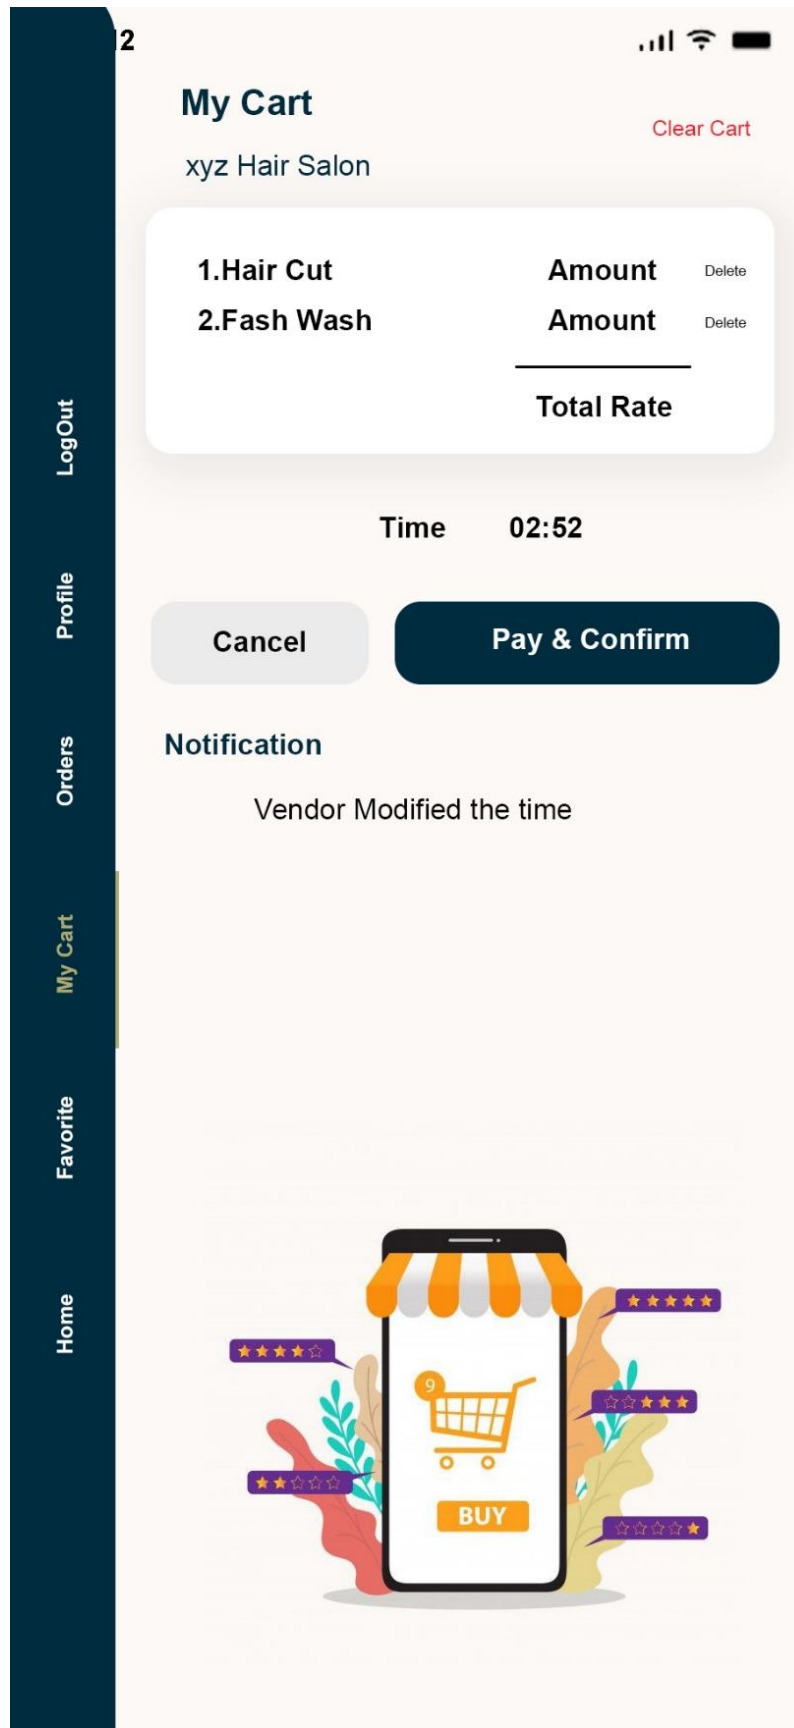 My Cart
Clear Cart
xyz Hair Salon
1.Hair Cut Amount Delete
2.Fash Wash Amount Delete
Total Rate
Time 02:52
Cancel Pay & Confirm
Notification
Vendor Modified the time
LogOut
Profile
Orders
My Cart
Favorite
Home
9
BUY